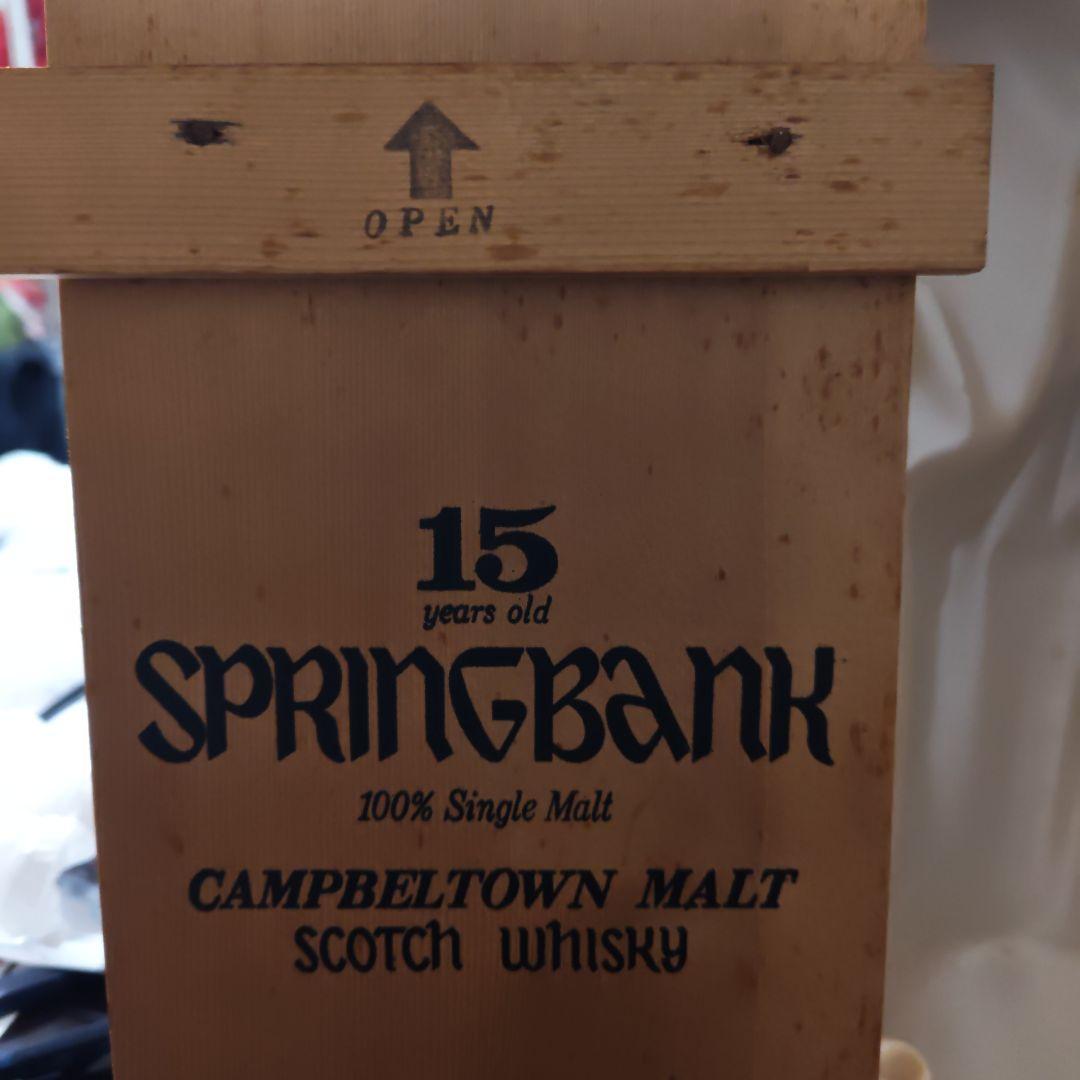 OPEN
15
years old
SPRINGBANK
100% Single Malt
CAMPBELTOWN MALT
SCOTCH WHISKY